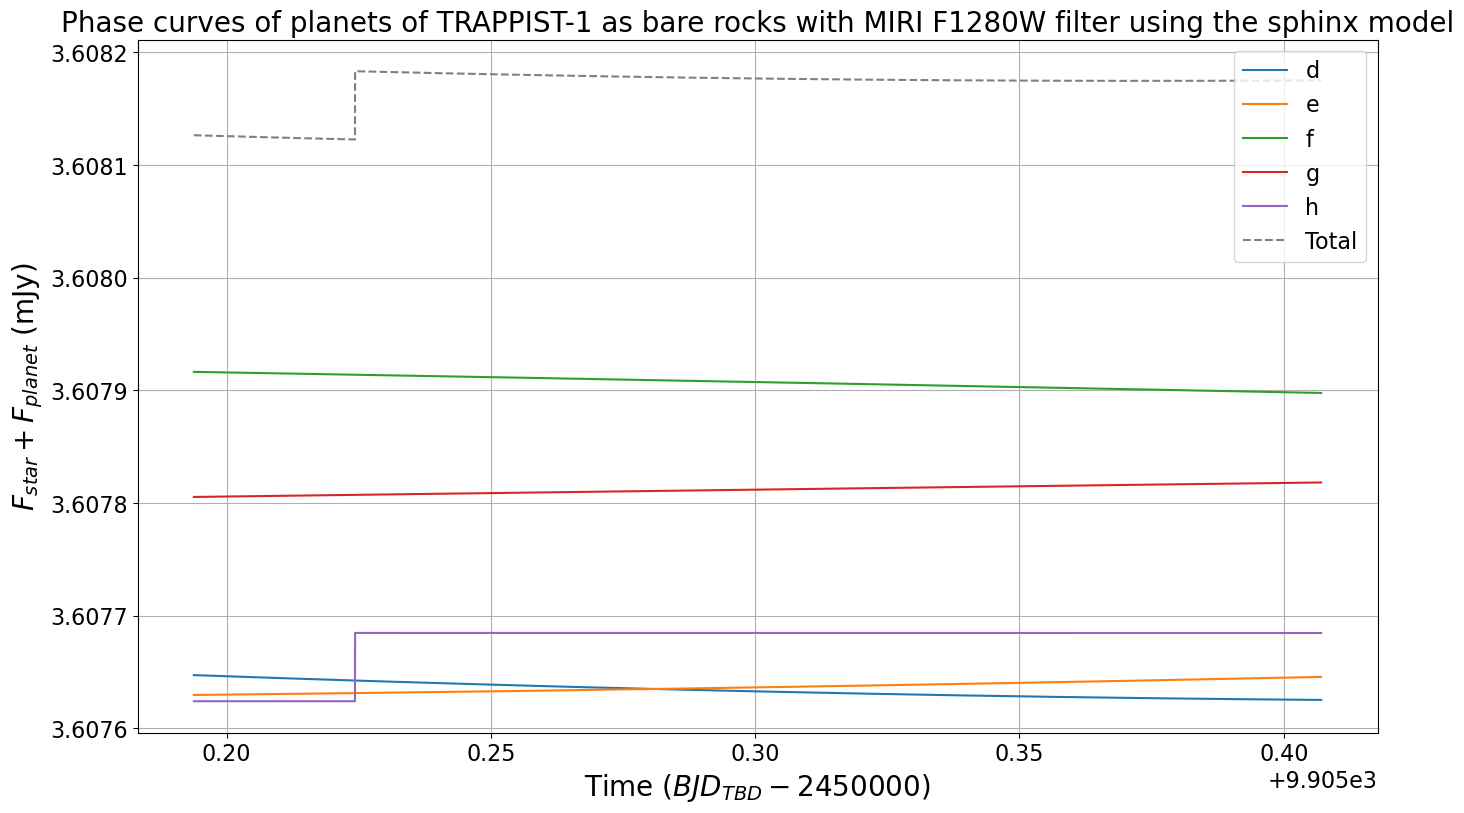 Phase curves of planets of TRAPPIST-1 as bare rocks with MIRI F1280W filter using the sphinx model
3.6082
3.6081
3.6080
3.6079
3.6078
3.6077
3.6076
F_star + F_planet (mJy)
d
e
f
g
h
Total
0.20 0.25 0.30 0.35 0.40
+9.905e3
Time (BJD_TBD − 2450000)